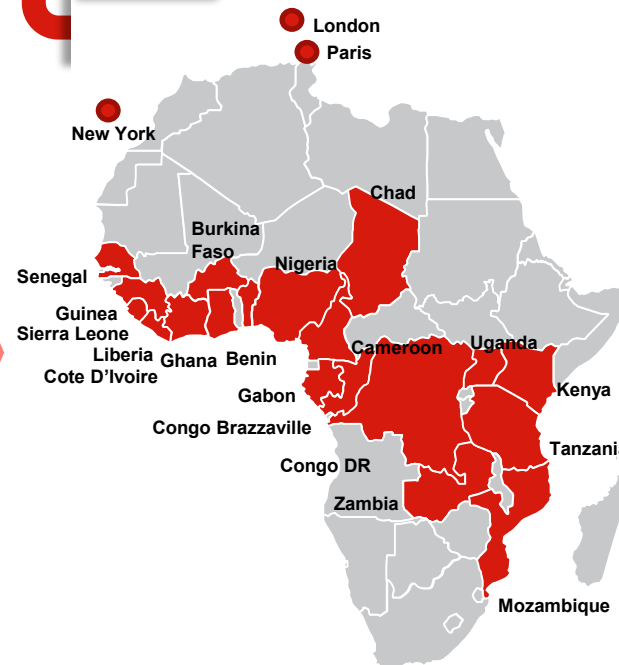 London
Paris
New York
Chad
Burkina
Faso
Nigeria
Senegal
Guinea
Sierra Leone
Liberia
Cote D'Ivoire
Ghana
Benin
Cameroon
Uganda
Gabon
Kenya
Congo Brazzaville
Tanzania
Congo DR
Zambia
Mozambique